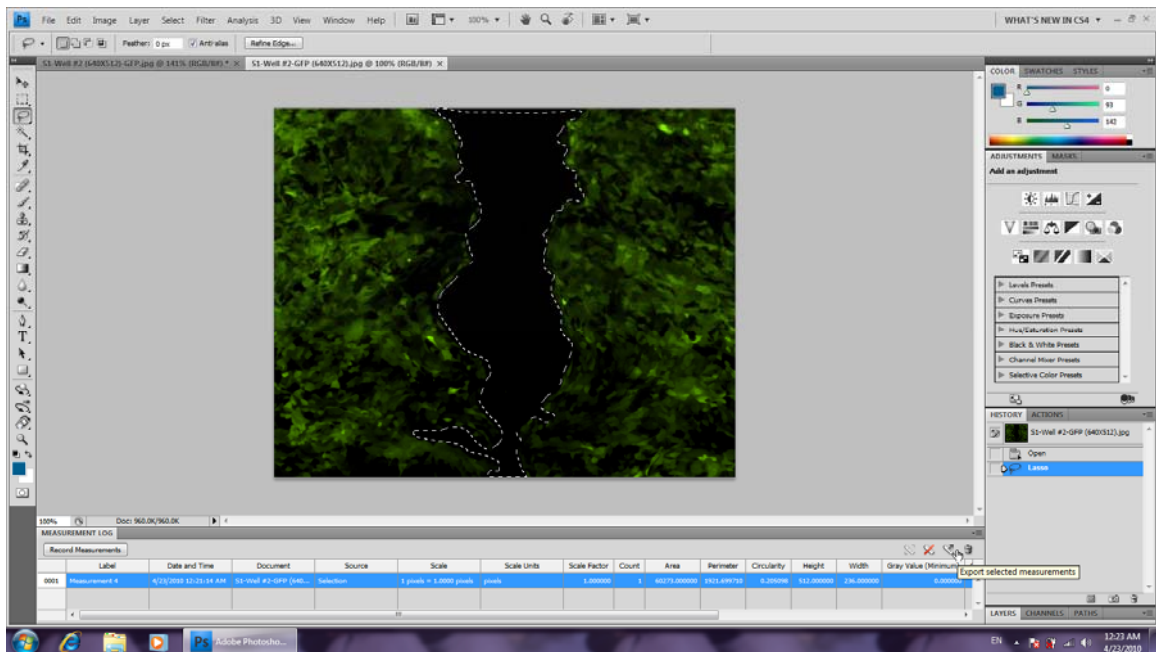 Ps File Edit Image Layer Select Filter Analysis 3D View Window Help Br 100% WHAT'S NEW IN CS4
Feather: 0 px Anti-alias Refine Edge...
S1-Well #2 (640X512)-GFP.jpg @ 141% (RGB/8#) * × S1-Well #2-GFP (640X512).jpg @ 100% (RGB/8#) ×
COLOR SWATCHES STYLES
R 0
G 93
B 142
ADJUSTMENTS MASKS
Add an adjustment
Levels Presets
Curves Presets
Exposure Presets
Hue/Saturation Presets
Black & White Presets
Channel Mixer Presets
Selective Color Presets
HISTORY ACTIONS
S1-Well #2-GFP (640X512).jpg
Open
Lasso
100% Doc: 960.0K/960.0K
MEASUREMENT LOG
Record Measurements
Label Date and Time Document Source Scale Scale Units Scale Factor Count Area Perimeter Circularity Height Width Gray Value (Minimum)
0001 Measurement 4 4/23/2010 12:21:14 AM S1-Well #2-GFP (640... Selection 1 pixels = 1.0000 pixels pixels 1.000000 1 60273.000000 1921.699710 0.205098 512.000000 236.000000 0.000000
Export selected measurements
LAYERS CHANNELS PATHS
Ps Adobe Photosho...
EN 12:23 AM
4/23/2010